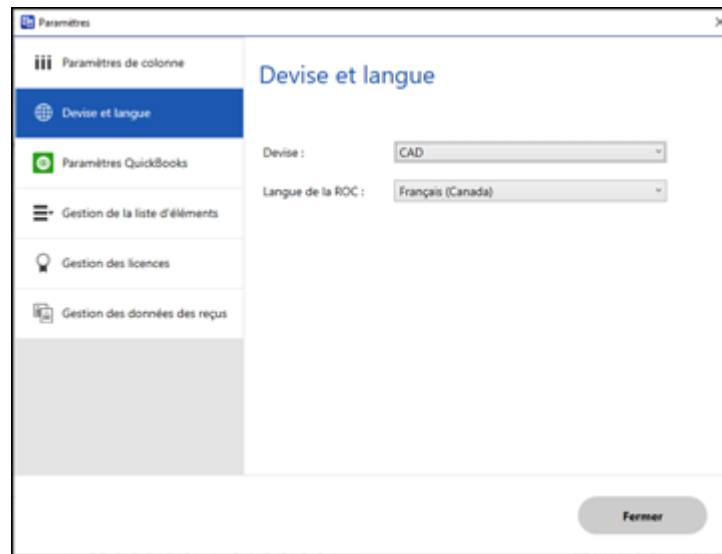 Paramètres
Paramètres de colonne
Devise et langue
Paramètres QuickBooks
Gestion de la liste d'éléments
Gestion des licences
Gestion des données des reçus
Devise et langue
Devise :
CAD
Langue de la ROC :
Français (Canada)
Fermer